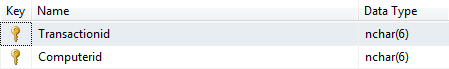 Key Name Data Type
Transactionid nchar(6)
Computerid nchar(6)